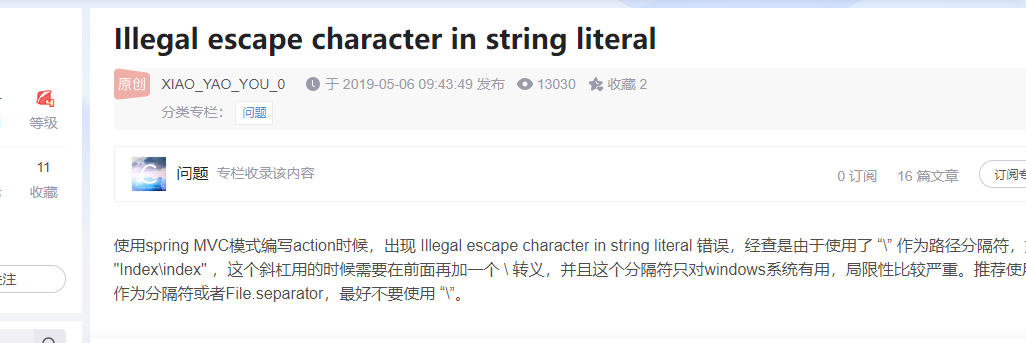 Illegal escape character in string literal
原创 XIAO_YAO_YOU_0 于 2019-05-06 09:43:49 发布 13030 收藏 2
分类专栏： 问题
等级
11
收藏
问题 专栏收录该内容 0 订阅 16 篇文章 订阅专
使用spring MVC模式编写action时候，出现 Illegal escape character in string literal 错误，经查是由于使用了 “\” 作为路径分隔符，
"Index\index" ，这个斜杠用的时候需要在前面再加一个 \ 转义，并且这个分隔符只对windows系统有用，局限性比较严重。推荐使用
作为分隔符或者File.separator，最好不要使用 “\”。
关注